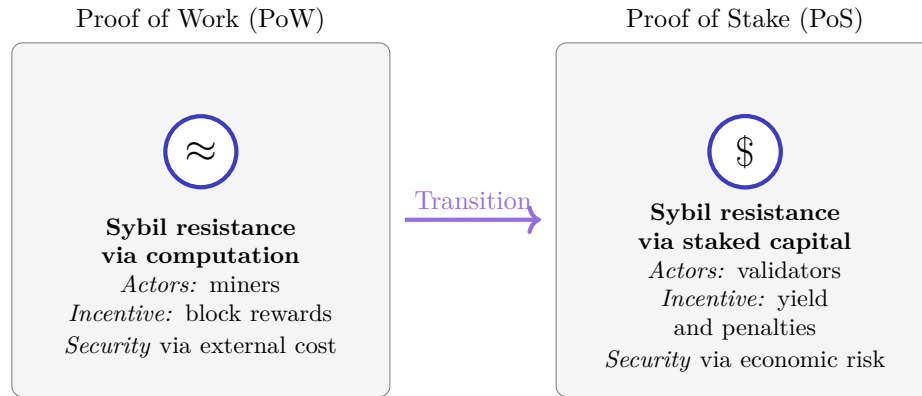 Proof of Work (PoW)
≈
Sybil resistance
via computation
Actors: miners
Incentive: block rewards
Security via external cost
Transition
Proof of Stake (PoS)
$
Sybil resistance
via staked capital
Actors: validators
Incentive: yield
and penalties
Security via economic risk